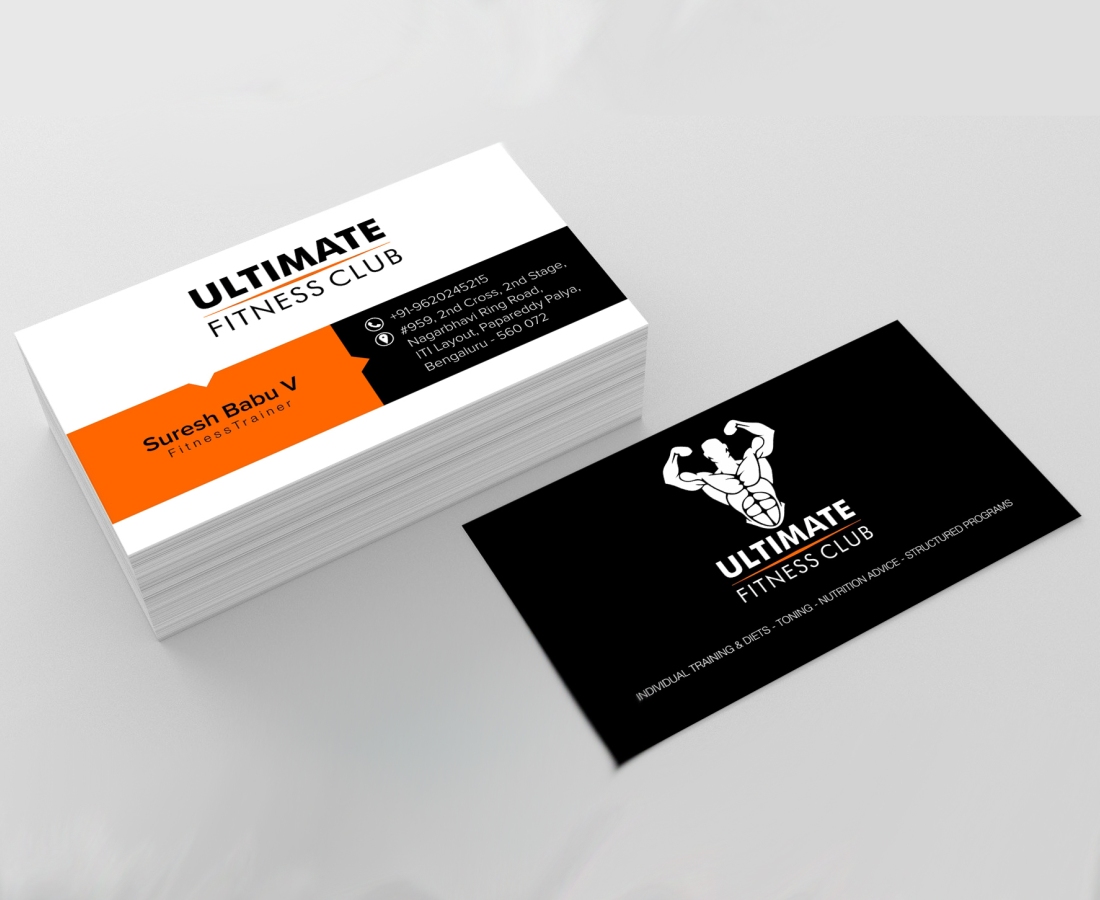 ULTIMATE
FITNESS CLUB
+91-9620245215
#959, 2nd Cross, 2nd Stage,
Nagarbhavi Ring Road,
ITI Layout, Papareddy Palya,
Bengaluru - 560 072
Suresh Babu V
FitnessTrainer
ULTIMATE
FITNESS CLUB
INDIVIDUAL TRAINING & DIETS - TONING - NUTRITION ADVICE - STRUCTURED PROGRAMS